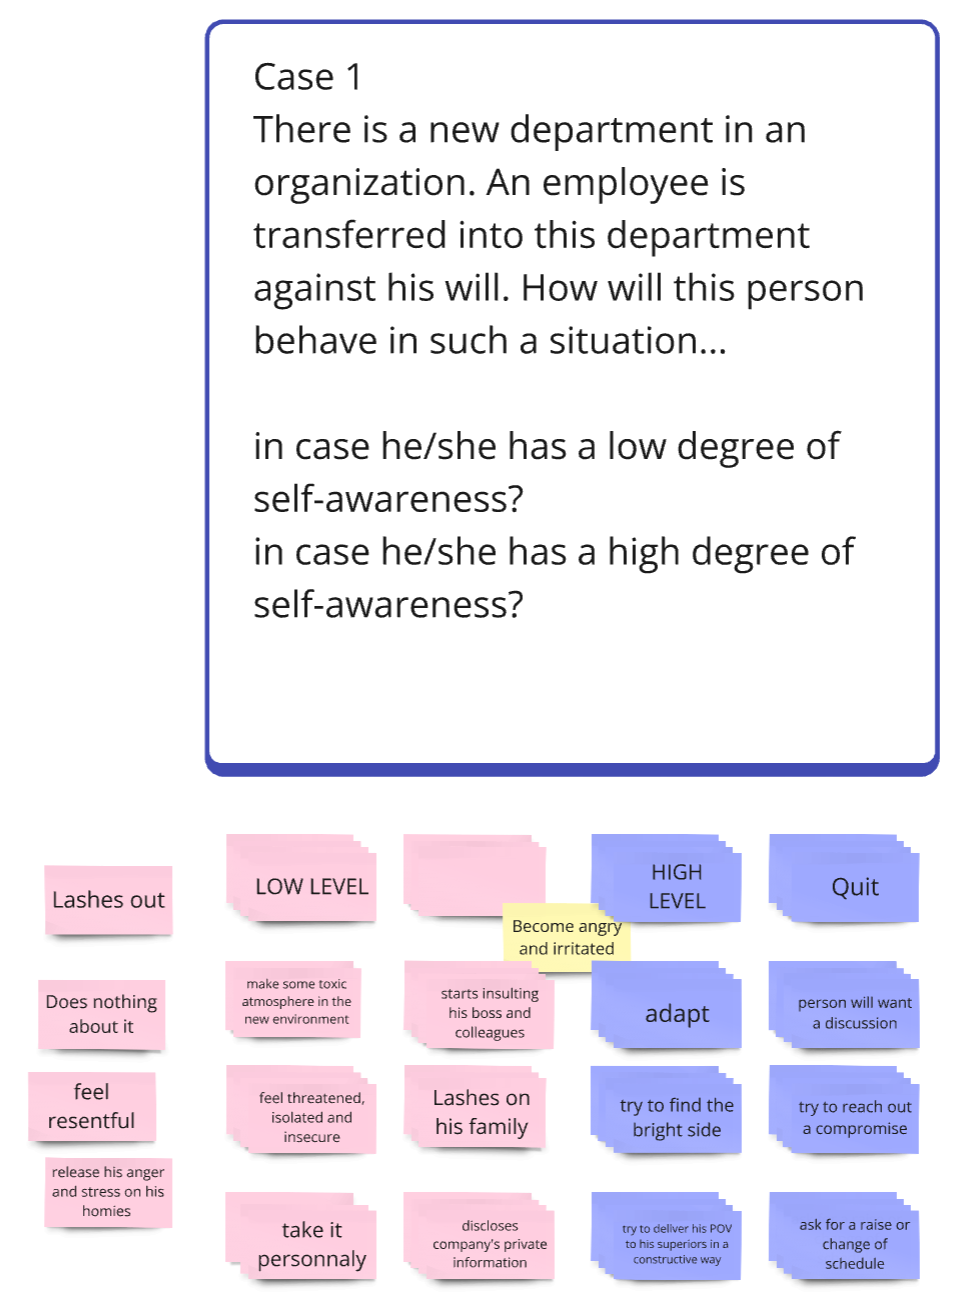 Case 1
There is a new department in an
organization. An employee is
transferred into this department
against his will. How will this person
behave in such a situation...
in case he/she has a low degree of
self-awareness?
in case he/she has a high degree of
self-awareness?
Lashes out
LOW LEVEL
HIGH
LEVEL
Quit
Become angry
and irritated
Does nothing
about it
make some toxic
atmosphere in the
new environment
starts insulting
his boss and
colleagues
adapt
person will want
a discussion
feel
resentful
feel threatened,
isolated and
insecure
Lashes on
his family
try to find the
bright side
try to reach out
a compromise
release his anger
and stress on his
homies
take it
personnaly
discloses
company's private
information
try to deliver his POV
to his superiors in a
constructive way
ask for a raise or
change of
schedule